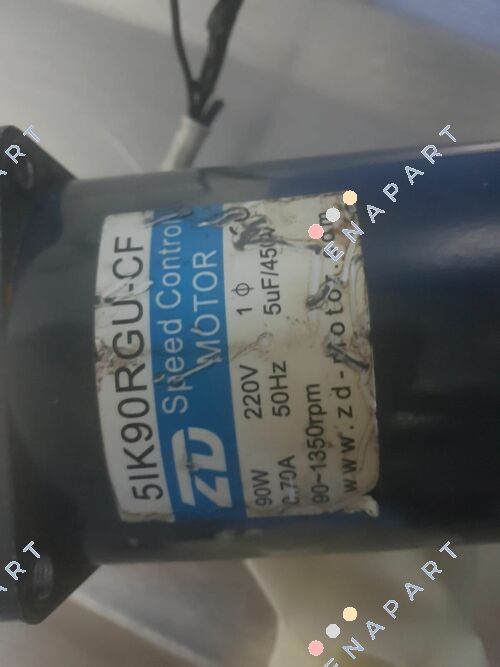 5IK90RGU-CF
ZD Speed Control
MOTOR
90W 220V 1ϕ
0.70A 50Hz 5uF/450V
90~1350rpm
www.zd-motor.com
ENAPART
ENAPART